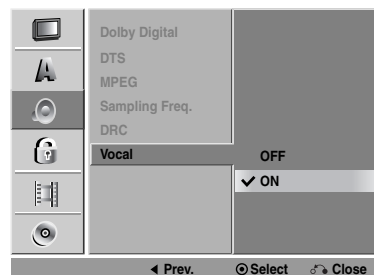 Dolby Digital
DTS
MPEG
Sampling Freq.
DRC
Vocal
OFF
✔ ON
◀ Prev. Select Close